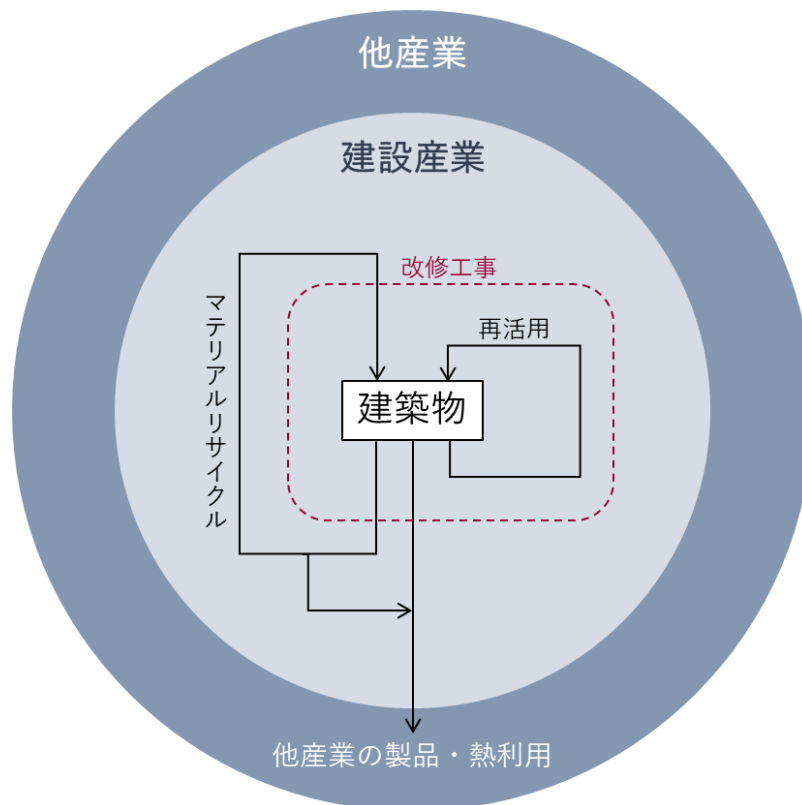 他産業
建設産業
改修工事
マテリアルリサイクル
再活用
建築物
他産業の製品・熱利用